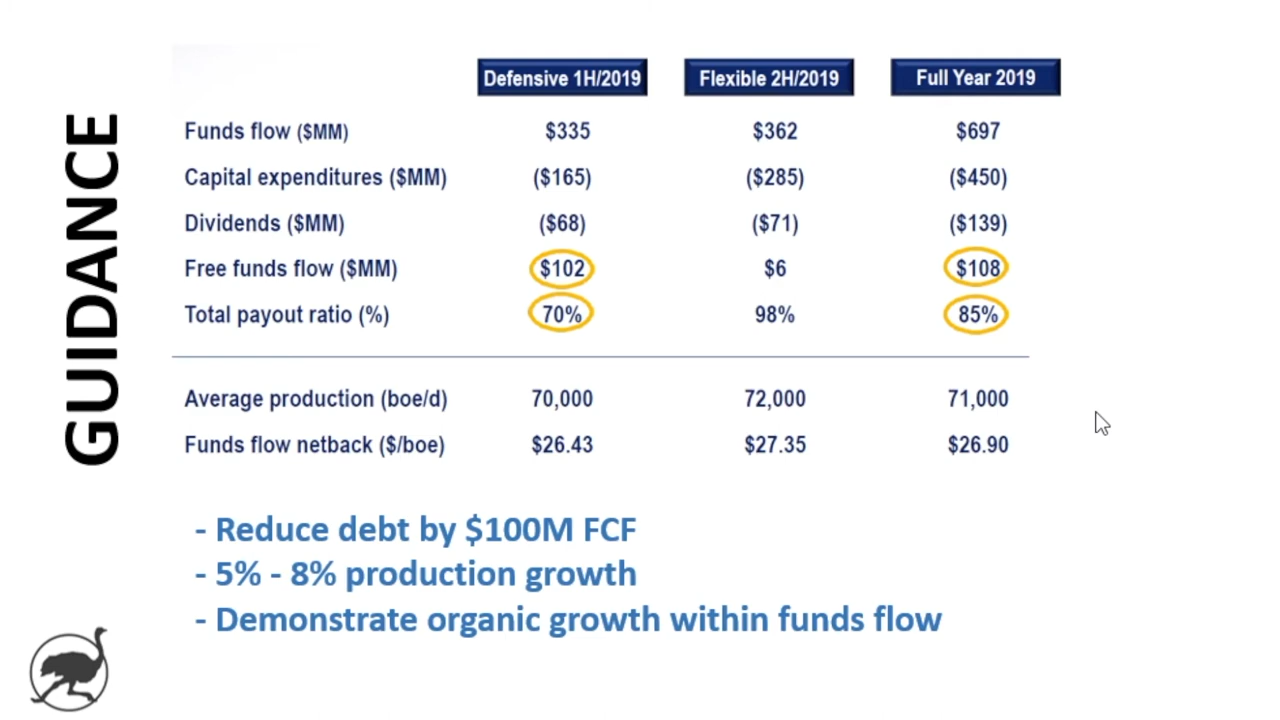 GUIDANCE
Defensive 1H/2019 Flexible 2H/2019 Full Year 2019
Funds flow ($MM) $335 $362 $697
Capital expenditures ($MM) ($165) ($285) ($450)
Dividends ($MM) ($68) ($71) ($139)
Free funds flow ($MM) $102 $6 $108
Total payout ratio (%) 70% 98% 85%
Average production (boe/d) 70,000 72,000 71,000
Funds flow netback ($/boe) $26.43 $27.35 $26.90
- Reduce debt by $100M FCF
- 5% - 8% production growth
- Demonstrate organic growth within funds flow